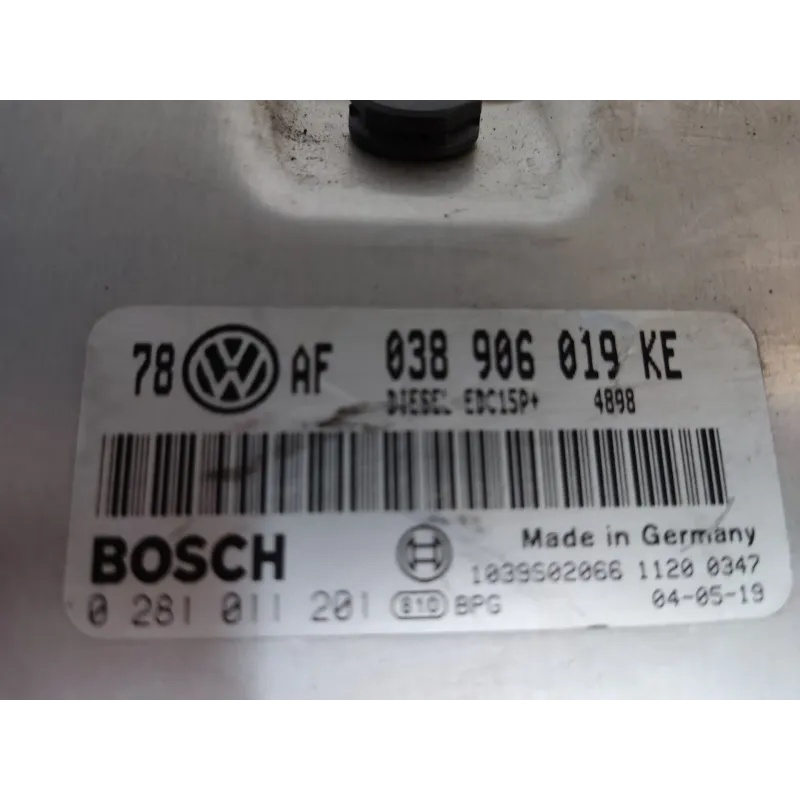 78 VW AF 038 906 019 KE
DIESEL EDC15P+ 4898
BOSCH Made in Germany
1039S02066 1120 0347
0 281 011 201 810 BPG 04-05-19